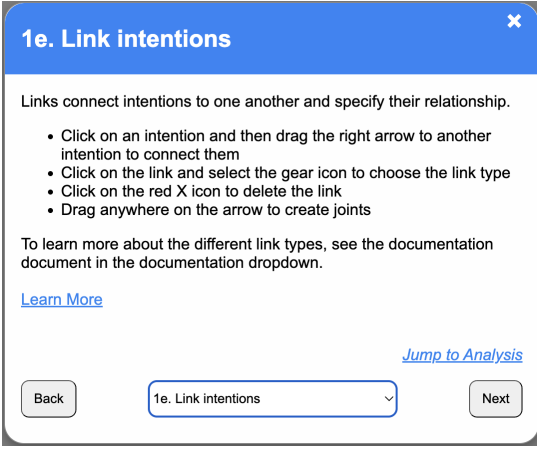 1e. Link intentions
Links connect intentions to one another and specify their relationship.
Click on an intention and then drag the right arrow to another
intention to connect them
Click on the link and select the gear icon to choose the link type
Click on the red X icon to delete the link
Drag anywhere on the arrow to create joints
To learn more about the different link types, see the documentation
document in the documentation dropdown.
Learn More
Jump to Analysis
Back
1e. Link intentions
Next